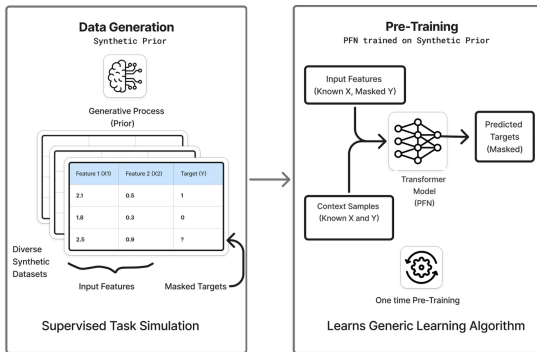 Data Generation
Synthetic Prior
Generative Process
(Prior)
Feature 1 (X1) Feature 2 (X2) Target (Y)
2.1 0.5 1
1.8 0.3 0
2.5 0.9 ?
Diverse
Synthetic
Datasets
Input Features
Masked Targets
Supervised Task Simulation
Pre-Training
PFN trained on Synthetic Prior
Input Features
(Known X, Masked Y)
Predicted
Targets
(Masked)
Transformer
Model
(PFN)
Context Samples
(Known X and Y)
One time Pre-Training
Learns Generic Learning Algorithm